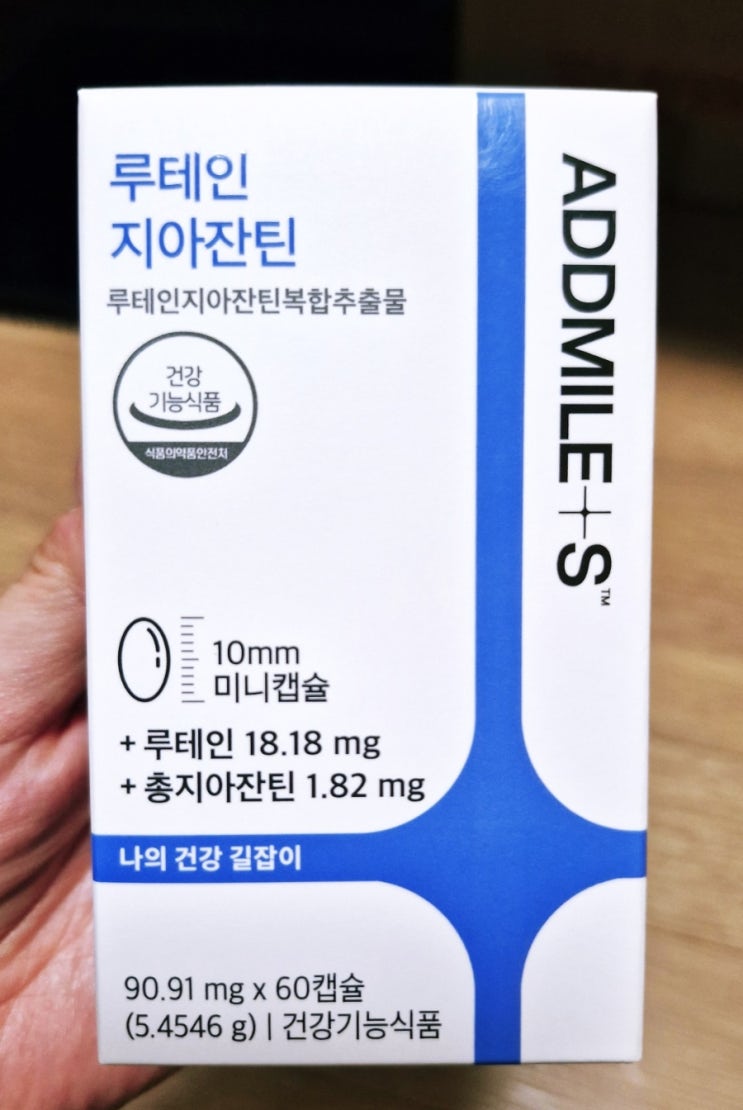 루테인
지아잔틴
루테인지아잔틴복합추출물
건강
기능식품
식품의약품안전처
10mm
미니캡슐
+ 루테인 18.18 mg
+ 총지아잔틴 1.82 mg
나의 건강 길잡이
90.91 mg x 60캡슐
(5.4546 g) | 건강기능식품
ADDMILE+S™